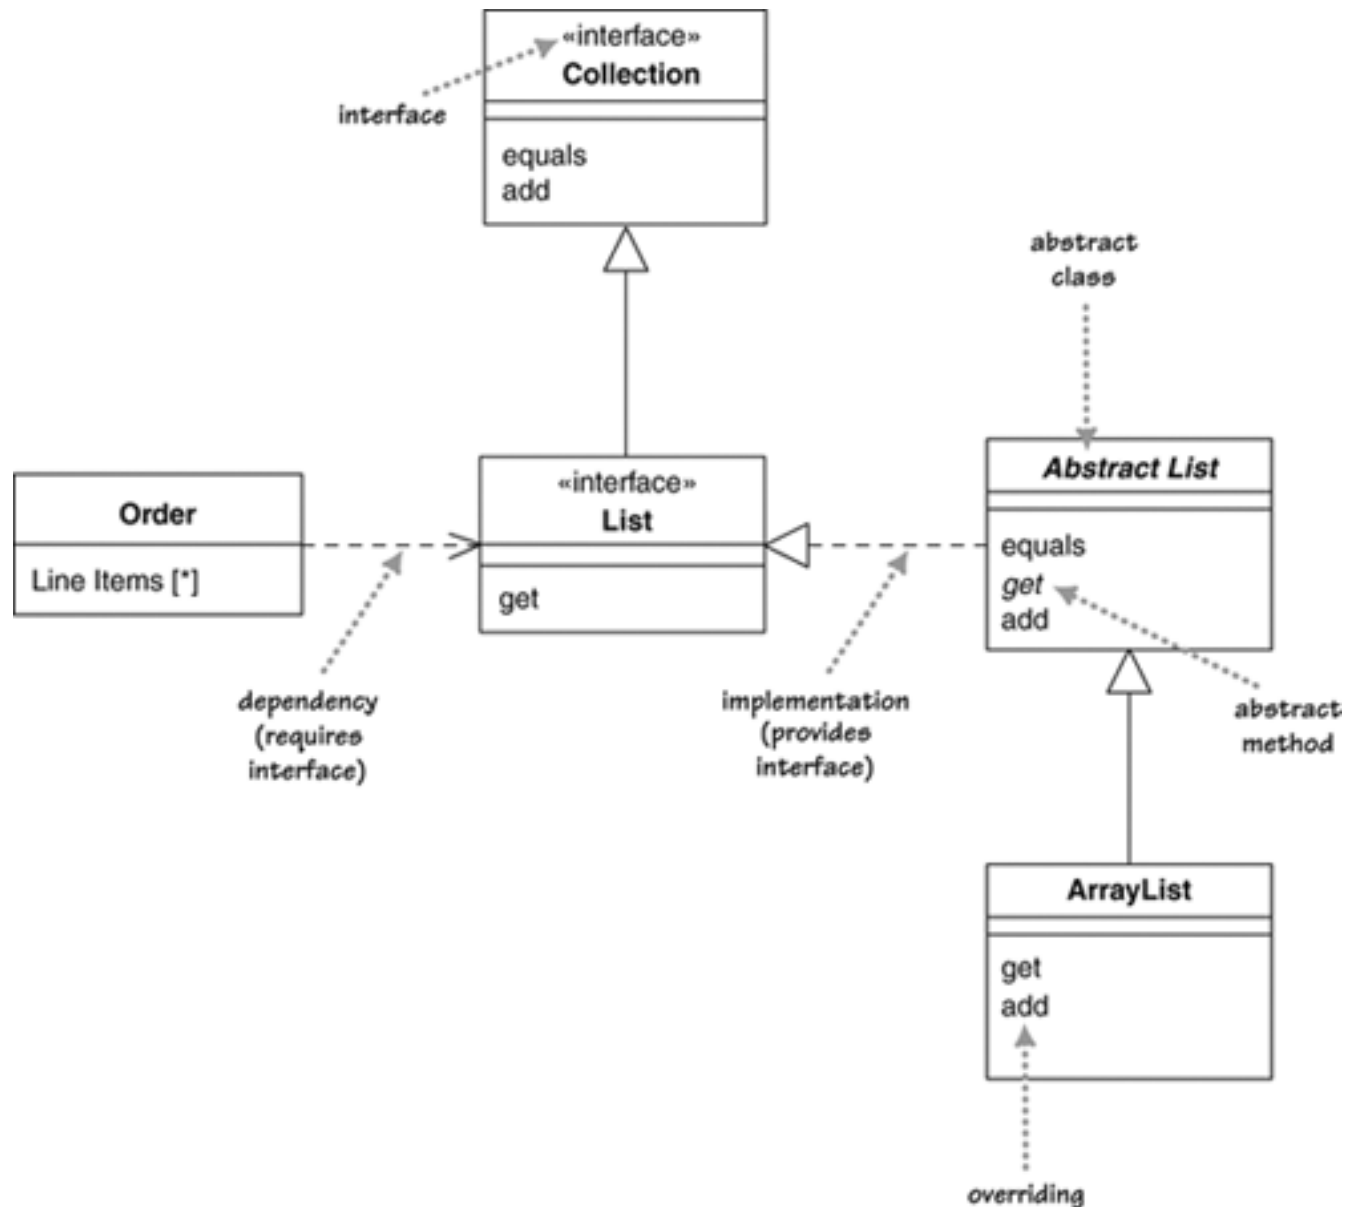 «interface»
Collection
interface
equals
add
abstract
class
«interface»
List
Abstract List
Order
Line Items [*]
get
equals
get
add
dependency
(requires
interface)
implementation
(provides
interface)
abstract
method
ArrayList
get
add
overriding